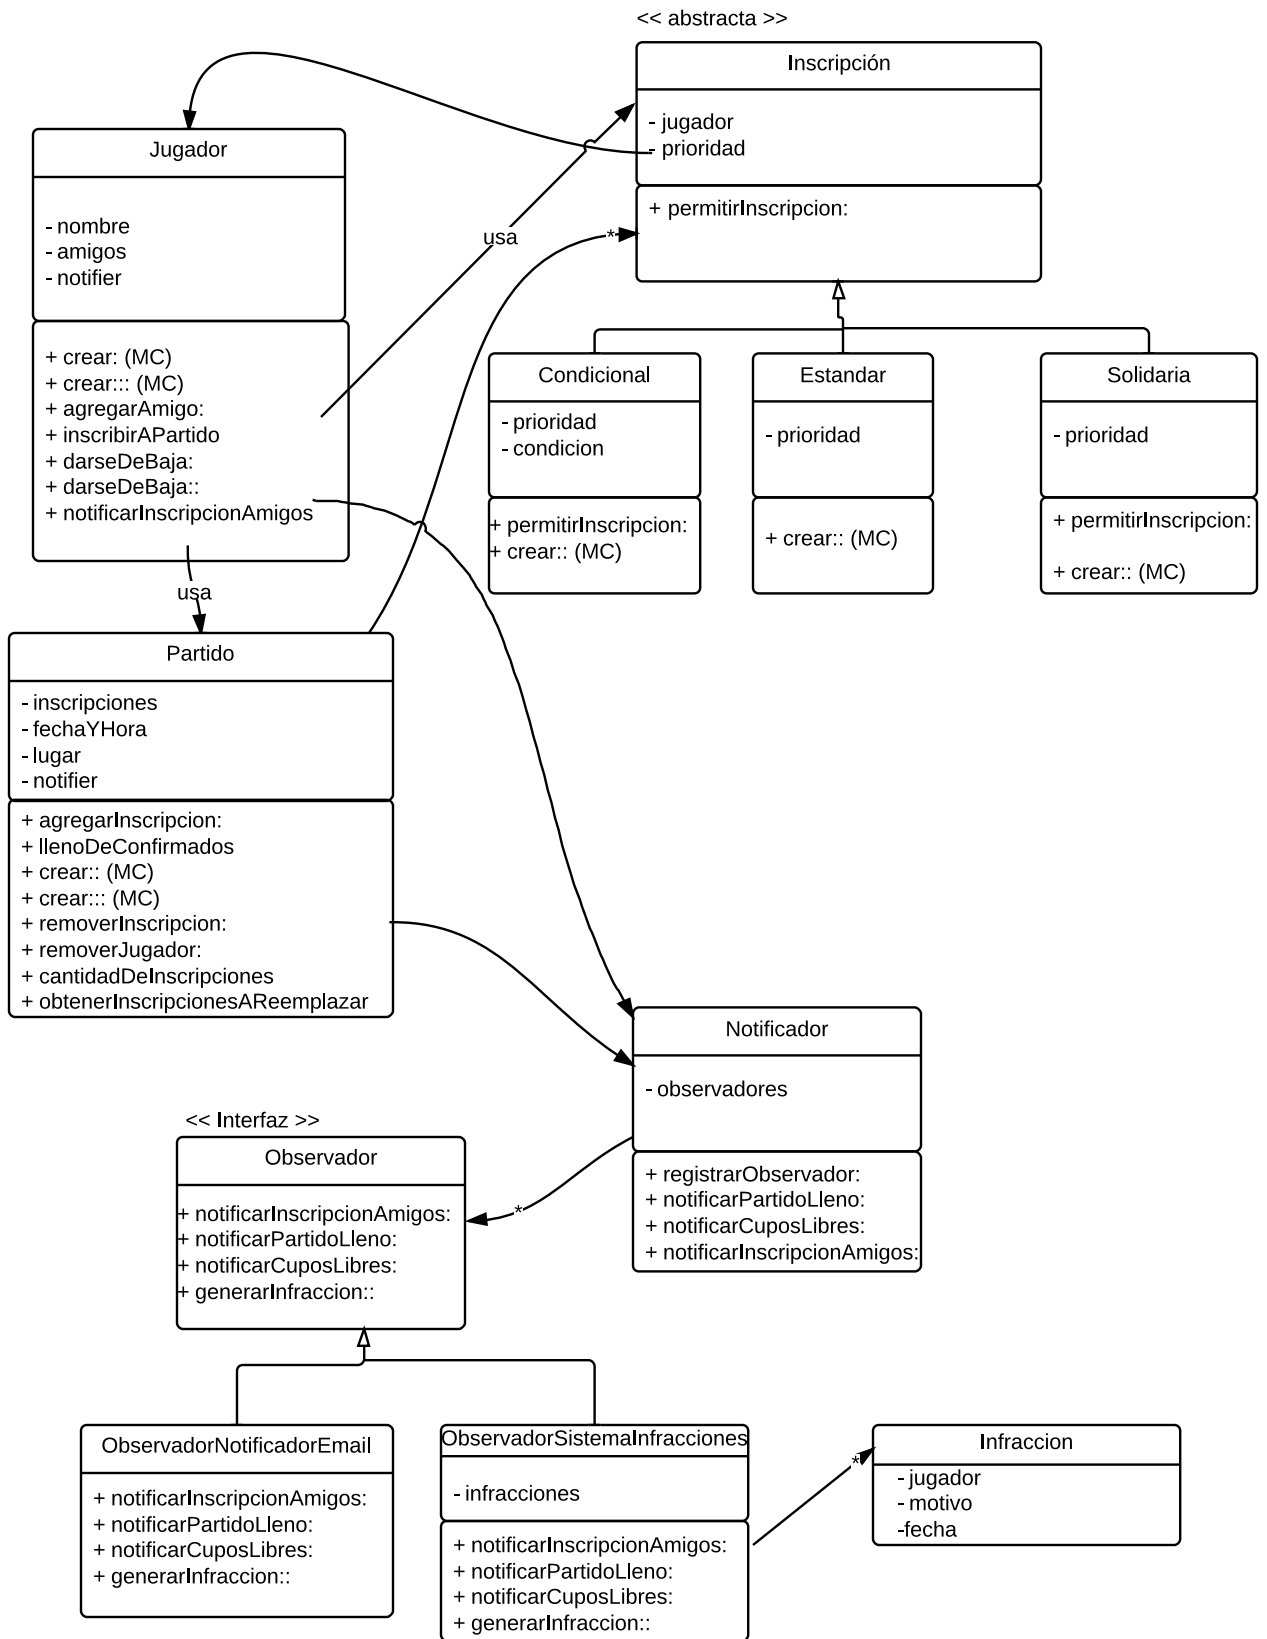 << abstracta >>
Inscripción
- jugador
- prioridad
+ permitirInscripcion:
Jugador
- nombre
- amigos
- notifier
+ crear: (MC)
+ crear::: (MC)
+ agregarAmigo:
+ inscribirAPartido
+ darseDeBaja:
+ darseDeBaja::
+ notificarInscripcionAmigos
usa
*
usa
Condicional
- prioridad
- condicion
+ permitirInscripcion:
+ crear:: (MC)
Estandar
- prioridad
+ crear:: (MC)
Solidaria
- prioridad
+ permitirInscripcion:
+ crear:: (MC)
Partido
- inscripciones
- fechaYHora
- lugar
- notifier
+ agregarInscripcion:
+ llenoDeConfirmados
+ crear:: (MC)
+ crear::: (MC)
+ removerInscripcion:
+ removerJugador:
+ cantidadDeInscripciones
+ obtenerInscripcionesAReemplazar
Notificador
- observadores
+ registrarObservador:
+ notificarPartidoLleno:
+ notificarCuposLibres:
+ notificarInscripcionAmigos:
<< Interfaz >>
Observador
+ notificarInscripcionAmigos:
+ notificarPartidoLleno:
+ notificarCuposLibres:
+ generarInfraccion::
*
ObservadorNotificadorEmail
+ notificarInscripcionAmigos:
+ notificarPartidoLleno:
+ notificarCuposLibres:
+ generarInfraccion::
ObservadorSistemaInfracciones
- infracciones
+ notificarInscripcionAmigos:
+ notificarPartidoLleno:
+ notificarCuposLibres:
+ generarInfraccion::
*
Infraccion
- jugador
- motivo
-fecha